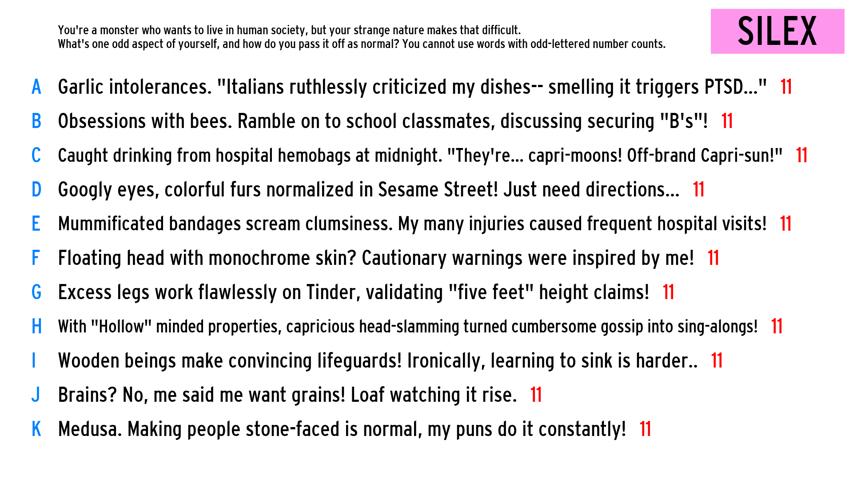 You're a monster who wants to live in human society, but your strange nature makes that difficult.
What's one odd aspect of yourself, and how do you pass it off as normal? You cannot use words with odd-lettered number counts.
SILEX
A Garlic intolerances. "Italians ruthlessly criticized my dishes-- smelling it triggers PTSD..." 11
B Obsessions with bees. Ramble on to school classmates, discussing securing "B's"! 11
C Caught drinking from hospital hemobags at midnight. "They're... capri-moons! Off-brand Capri-sun!" 11
D Googly eyes, colorful furs normalized in Sesame Street! Just need directions... 11
E Mummificated bandages scream clumsiness. My many injuries caused frequent hospital visits! 11
F Floating head with monochrome skin? Cautionary warnings were inspired by me! 11
G Excess legs work flawlessly on Tinder, validating "five feet" height claims! 11
H With "Hollow" minded properties, capricious head-slamming turned cumbersome gossip into sing-alongs! 11
I Wooden beings make convincing lifeguards! Ironically, learning to sink is harder.. 11
J Brains? No, me said me want grains! Loaf watching it rise. 11
K Medusa. Making people stone-faced is normal, my puns do it constantly! 11